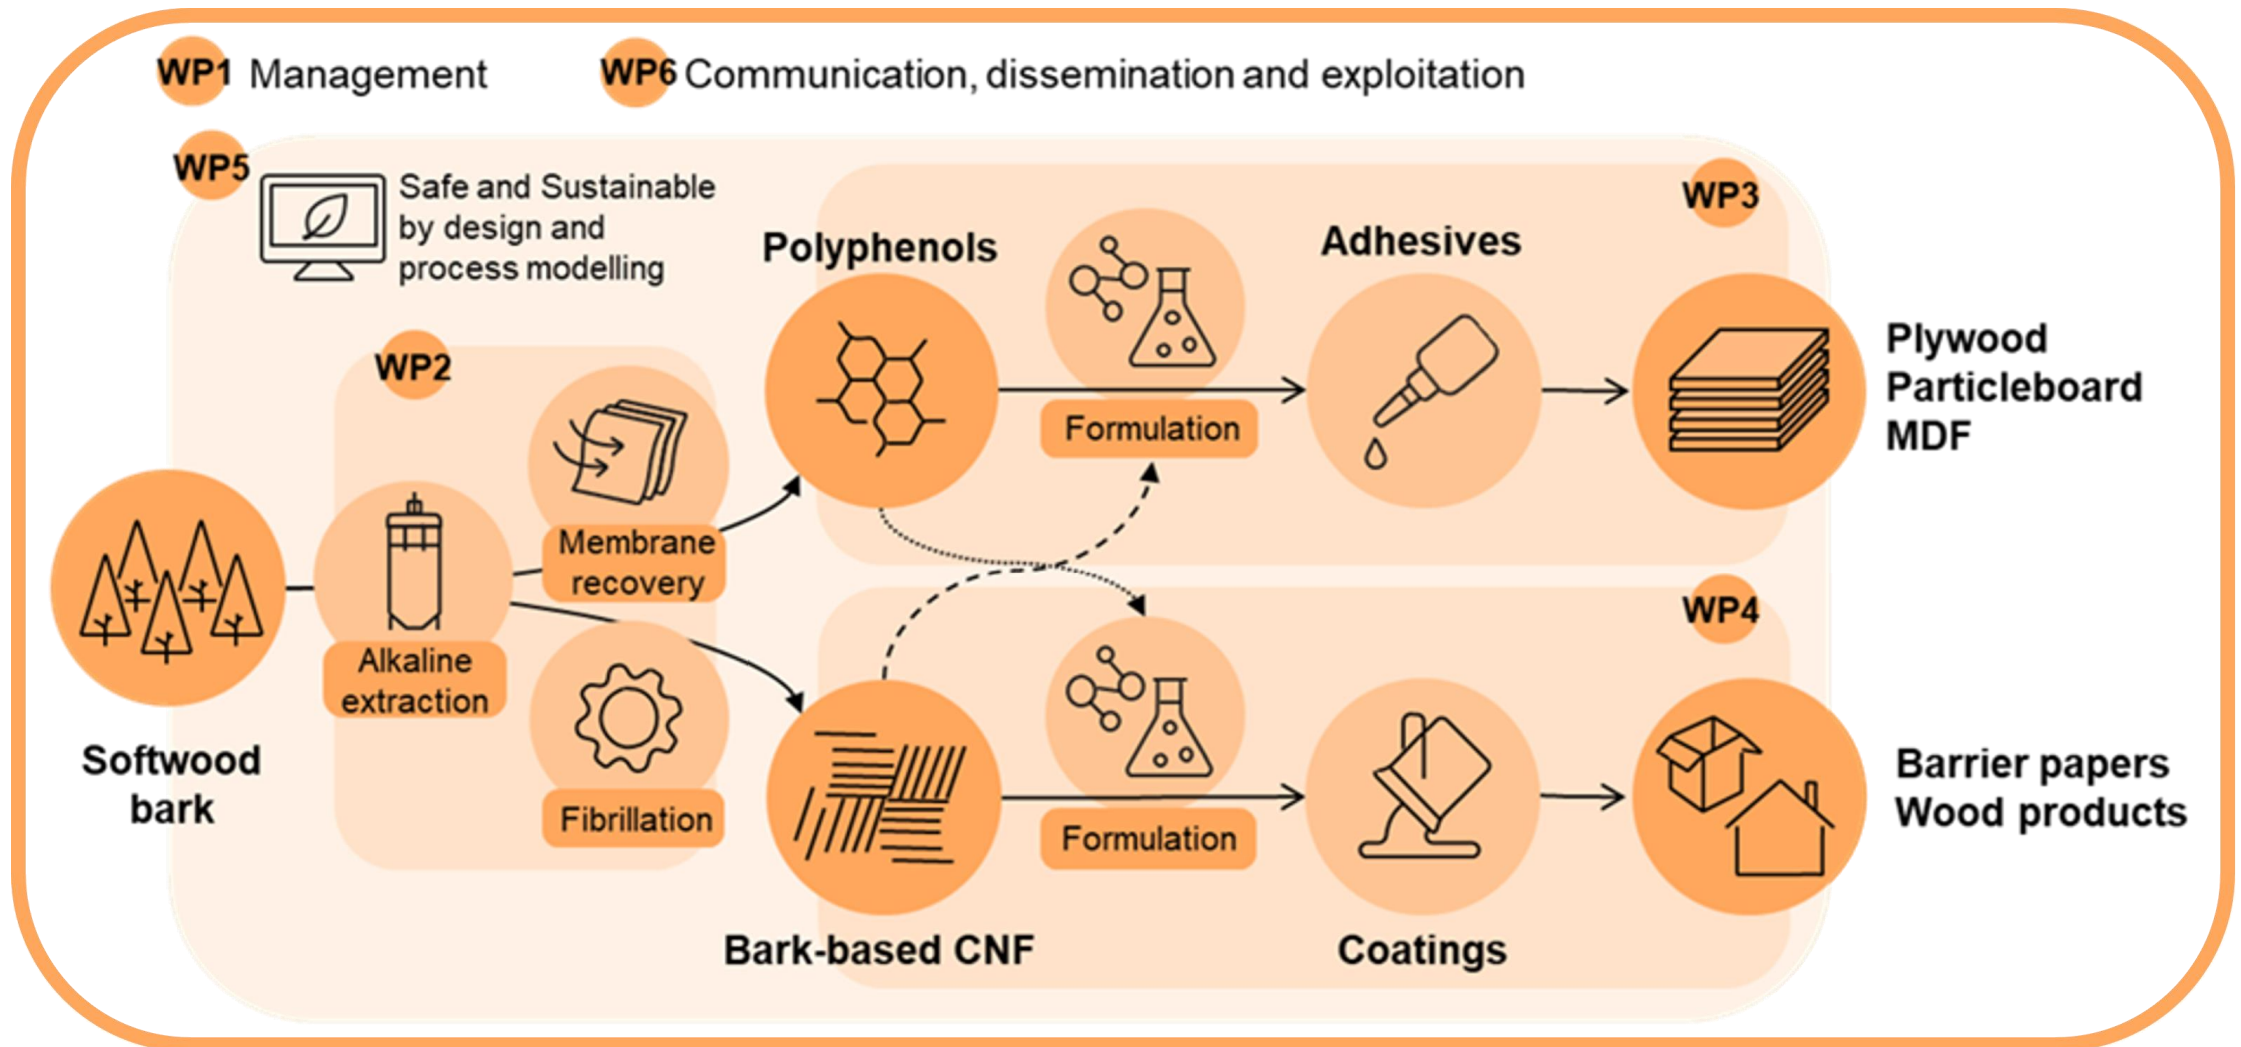 WP1 Management
WP6 Communication, dissemination and exploitation
WP5
Safe and Sustainable
by design and
process modelling
WP3
Polyphenols
Adhesives
WP2
Plywood
Particleboard
MDF
Formulation
Membrane
recovery
Alkaline
extraction
Softwood
bark
Fibrillation
WP4
Formulation
Barrier papers
Wood products
Bark-based CNF
Coatings